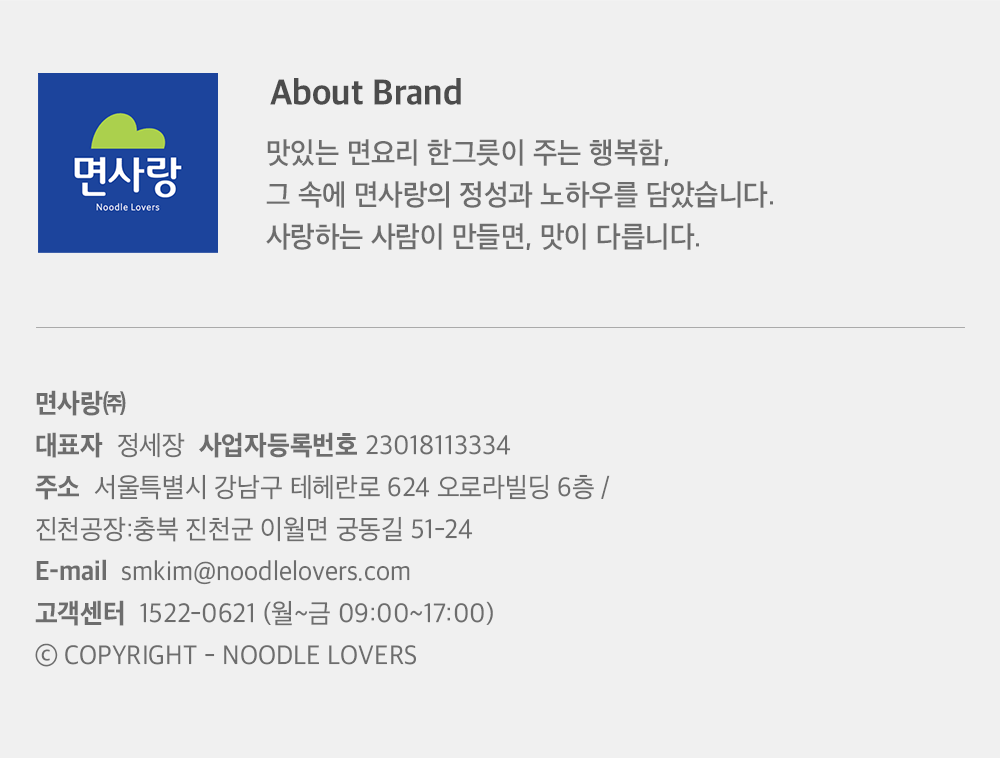 면사랑
Noodle Lovers
About Brand
맛있는 면요리 한그릇이 주는 행복함,
그 속에 면사랑의 정성과 노하우를 담았습니다.
사랑하는 사람이 만들면, 맛이 다릅니다.
면사랑㈜
대표자 정세장 사업자등록번호 23018113334
주소 서울특별시 강남구 테헤란로 624 오로라빌딩 6층 /
진천공장:충북 진천군 이월면 궁동길 51-24
E-mail smkim@noodlelovers.com
고객센터 1522-0621 (월~금 09:00~17:00)
ⓒ COPYRIGHT - NOODLE LOVERS